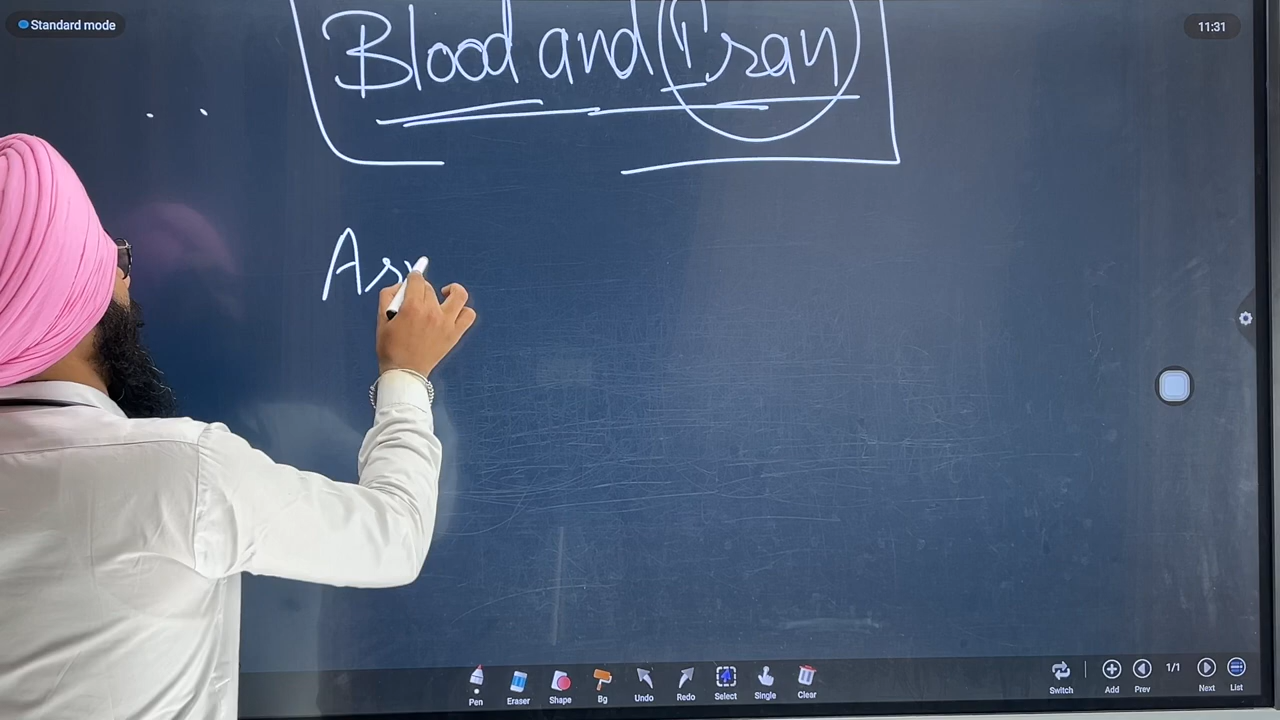 Standard mode
11:31
Blood and Iran
Pen
Eraser
Shape
Bg
Undo
Redo
Select
Single
Clear
Switch
Add
Prev
1/1
Next
List